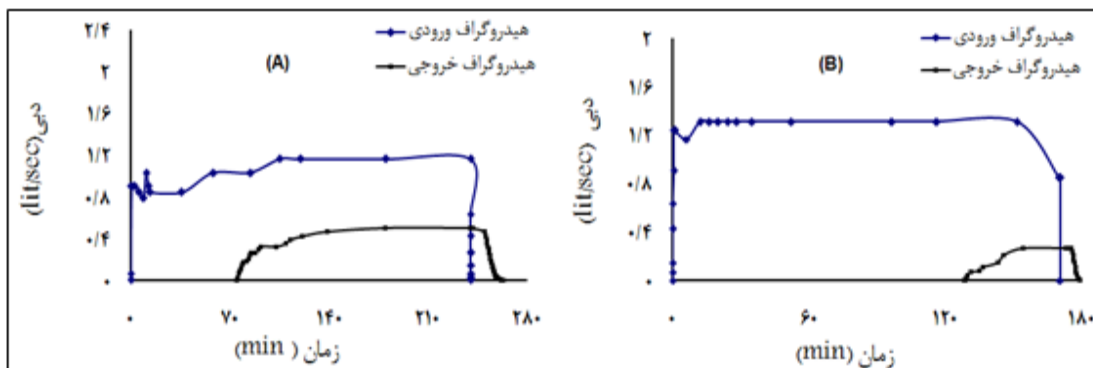 (A)
هیدروگراف ورودی
هیدروگراف خروجی
دبی (lit/sec)
۲/۴
۲
۱/۶
۱/۲
۰/۸
۰/۴
۰
۰ ۷۰ ۱۴۰ ۲۱۰ ۲۸۰
زمان (min)
(B)
هیدروگراف ورودی
هیدروگراف خروجی
دبی (lit/sec)
۲
۱/۶
۱/۲
۰/۸
۰/۴
۰
۰ ۶۰ ۱۲۰ ۱۸۰
زمان (min)